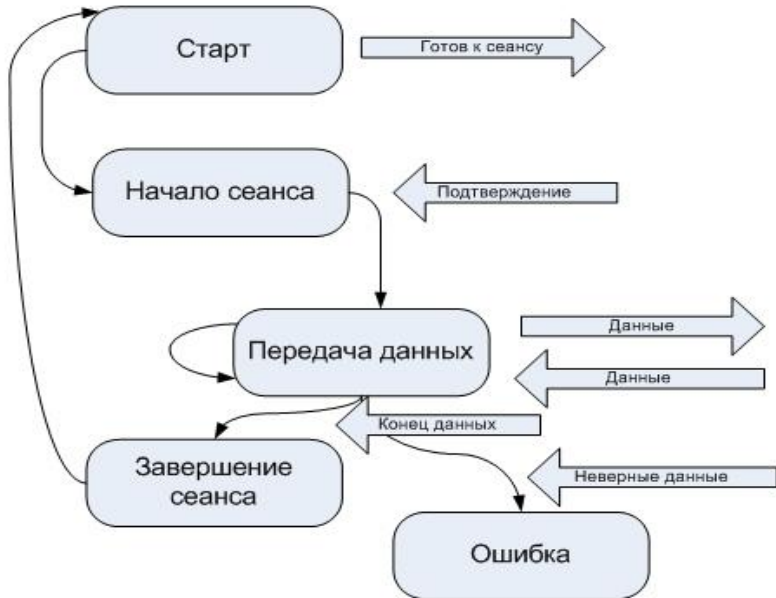 Старт
Готов к сеансу
Начало сеанса
Подтверждение
Передача данных
Данные
Данные
Конец данных
Завершение
сеанса
Неверные данные
Ошибка